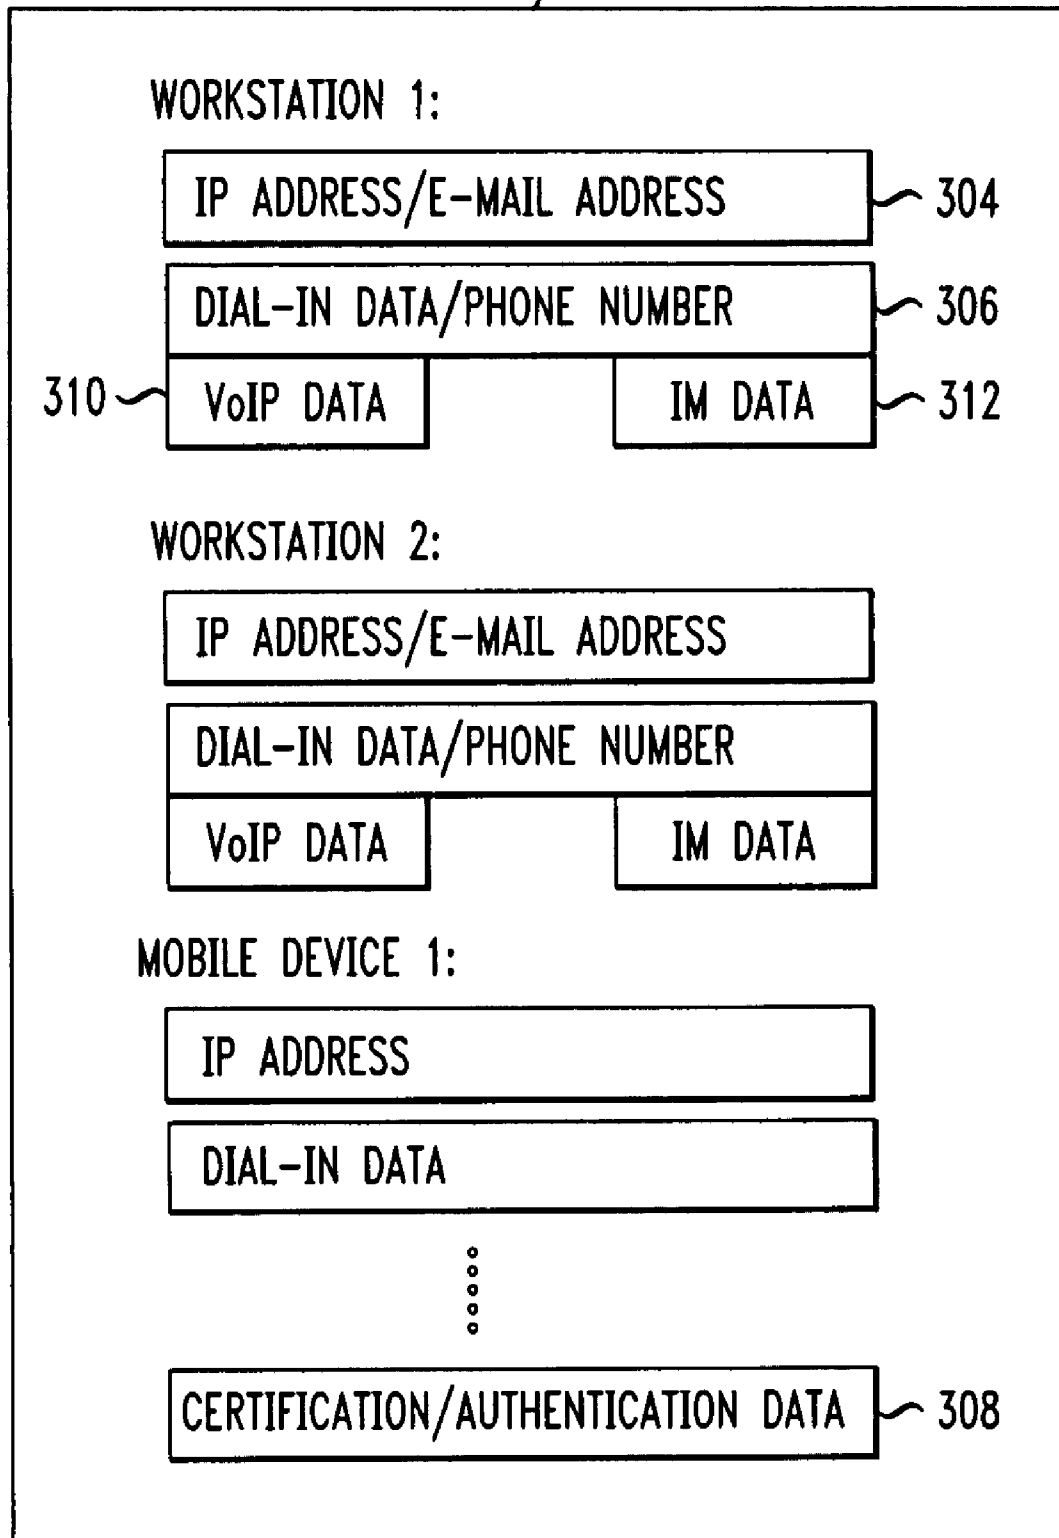 WORKSTATION 1:
IP ADDRESS/E-MAIL ADDRESS 304
DIAL-IN DATA/PHONE NUMBER 306
310 VoIP DATA IM DATA 312
WORKSTATION 2:
IP ADDRESS/E-MAIL ADDRESS
DIAL-IN DATA/PHONE NUMBER
VoIP DATA IM DATA
MOBILE DEVICE 1:
IP ADDRESS
DIAL-IN DATA
CERTIFICATION/AUTHENTICATION DATA 308